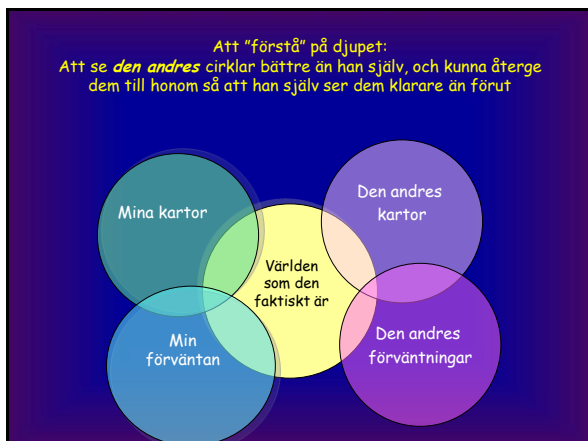 Att ”förstå” på djupet:
Att se den andres cirklar bättre än han själv, och kunna återge
dem till honom så att han själv ser dem klarare än förut
Mina kartor
Den andres
kartor
Världen
som den
faktiskt är
Min
förväntan
Den andres
förväntningar